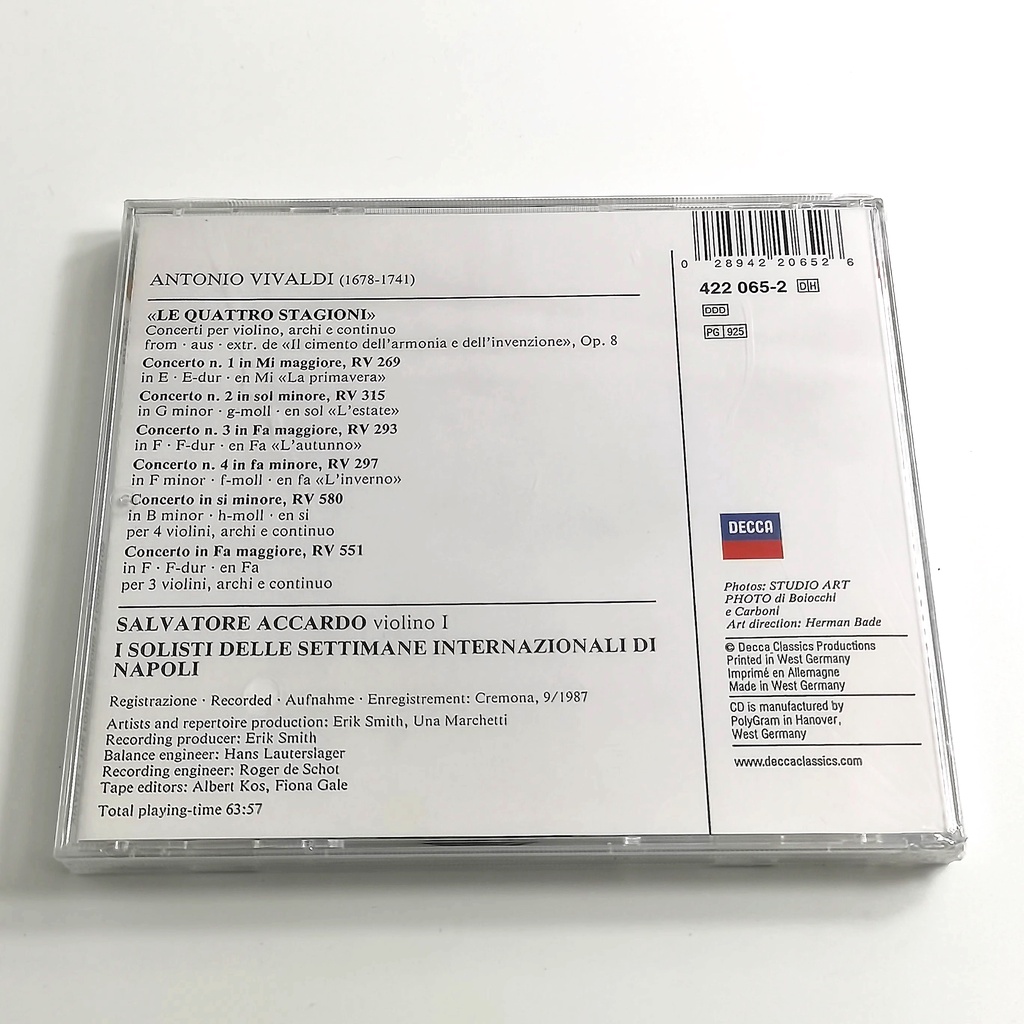 ANTONIO VIVALDI (1678-1741)
«LE QUATTRO STAGIONI»
Concerti per violino, archi e continuo
from · aus · extr. de «Il cimento dell'armonia e dell'invenzione», Op. 8
Concerto n. 1 in Mi maggiore, RV 269
in E · E-dur · en Mi «La primavera»
Concerto n. 2 in sol minore, RV 315
in G minor · g-moll · en sol «L'estate»
Concerto n. 3 in Fa maggiore, RV 293
in F · F-dur · en Fa «L'autunno»
Concerto n. 4 in fa minore, RV 297
in F minor · f-moll · en fa «L'inverno»
Concerto in si minore, RV 580
in B minor · h-moll · en si
per 4 violini, archi e continuo
Concerto in Fa maggiore, RV 551
in F · F-dur · en Fa
per 3 violini, archi e continuo
SALVATORE ACCARDO violino I
I SOLISTI DELLE SETTIMANE INTERNAZIONALI DI
NAPOLI
Registrazione · Recorded · Aufnahme · Enregistrement: Cremona, 9/1987
Artists and repertoire production: Erik Smith, Una Marchetti
Recording producer: Erik Smith
Balance engineer: Hans Lauterslager
Recording engineer: Roger de Schot
Tape editors: Albert Kos, Fiona Gale
Total playing-time 63:57
0 28942 20652 6
422 065-2 DH
DDD
PG 925
DECCA
Photos: STUDIO ART
PHOTO di Boiocchi
e Carboni
Art direction: Herman Bade
© Decca Classics Productions
Printed in West Germany
Imprimé en Allemagne
Made in West Germany
CD is manufactured by
PolyGram in Hanover,
West Germany
www.deccaclassics.com